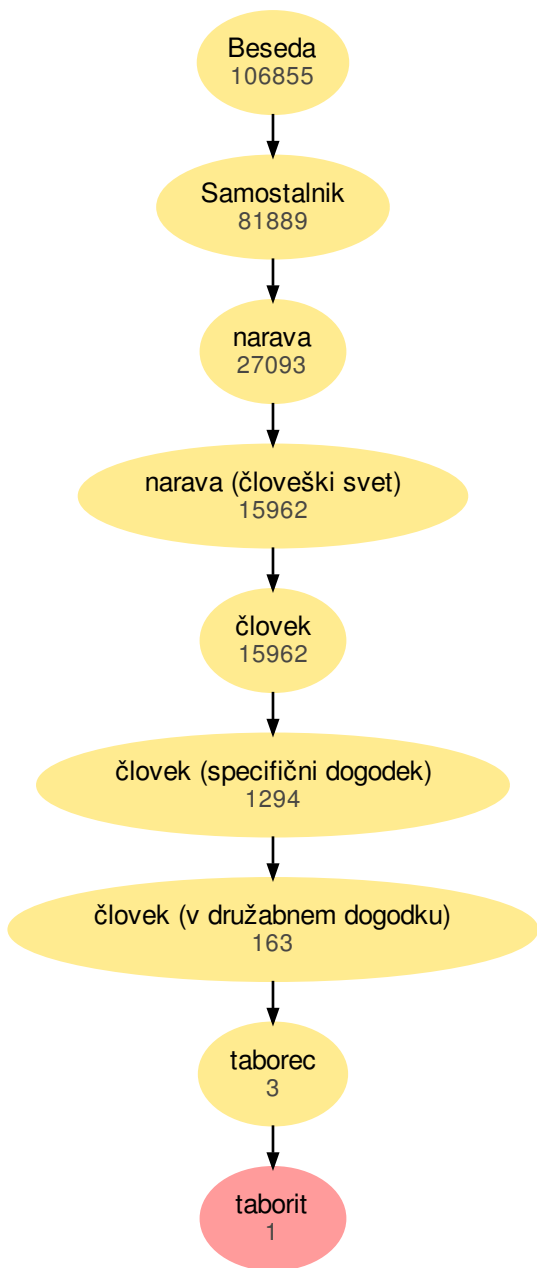 Beseda
106855
Samostalnik
81889
narava
27093
narava (človeški svet)
15962
človek
15962
človek (specifični dogodek)
1294
človek (v družabnem dogodku)
163
taborec
3
taborit
1